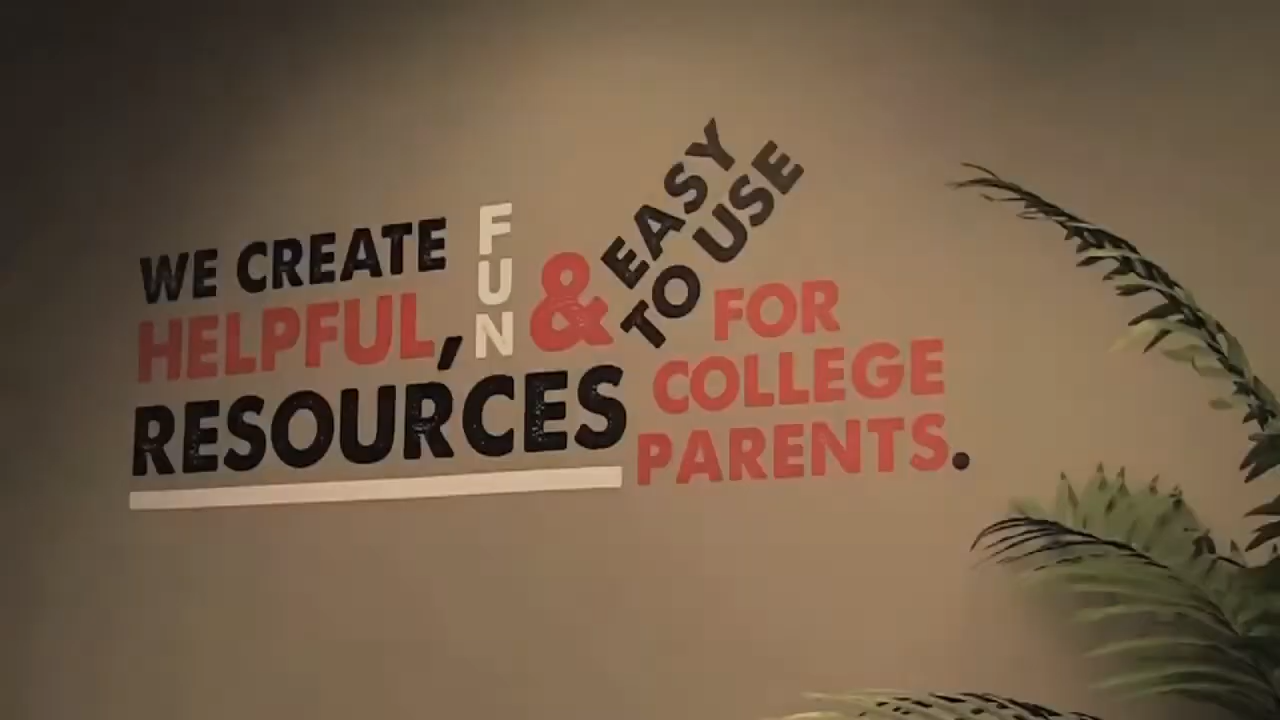 WE CREATE
HELPFUL,
FUN
&
EASY
TO USE
RESOURCES
FOR
COLLEGE
PARENTS.